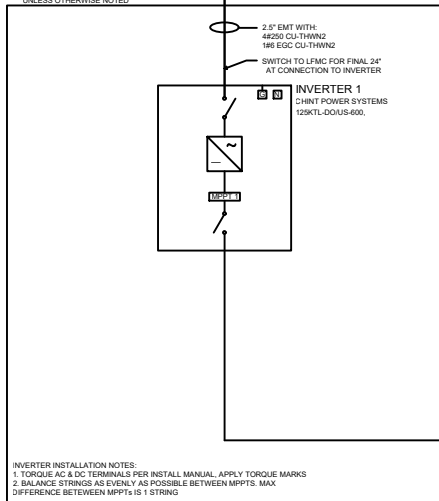 UNLESS OTHERWISE NOTED
2.5" EMT WITH:
4#250 CU-THWN2
1#6 EGC CU-THWN2
SWITCH TO LFMC FOR FINAL 24"
AT CONNECTION TO INVERTER
INVERTER 1
CHINT POWER SYSTEMS
125KTL-DO/US-600,
G N
MPPT 1
INVERTER INSTALLATION NOTES:
1. TORQUE AC & DC TERMINALS PER INSTALL MANUAL, APPLY TORQUE MARKS
2. BALANCE STRINGS AS EVENLY AS POSSIBLE BETWEEN MPPTS. MAX
DIFFERENCE BETEWEEN MPPTs IS 1 STRING